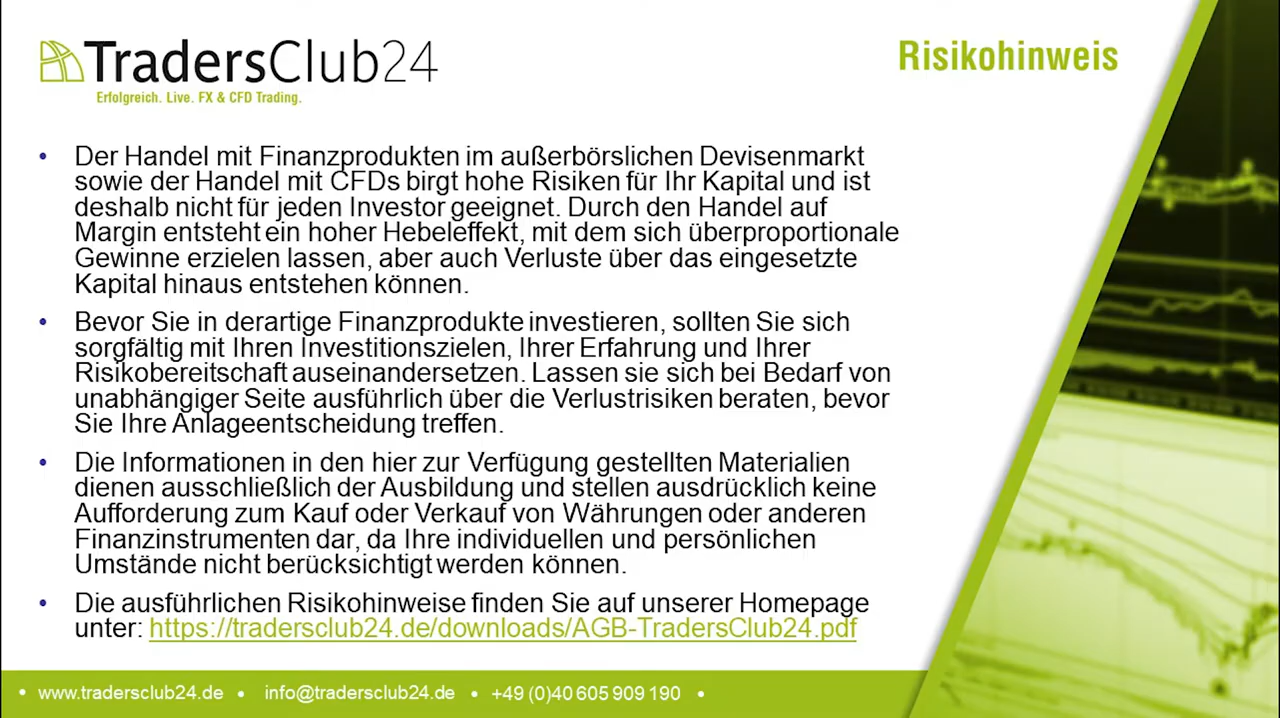 TradersClub24
Erfolgreich. Live. FX & CFD Trading.
Risikohinweis
• Der Handel mit Finanzprodukten im außerbörslichen Devisenmarkt
sowie der Handel mit CFDs birgt hohe Risiken für Ihr Kapital und ist
deshalb nicht für jeden Investor geeignet. Durch den Handel auf
Margin entsteht ein hoher Hebeleffekt, mit dem sich überproportionale
Gewinne erzielen lassen, aber auch Verluste über das eingesetzte
Kapital hinaus entstehen können.
• Bevor Sie in derartige Finanzprodukte investieren, sollten Sie sich
sorgfältig mit Ihren Investitionszielen, Ihrer Erfahrung und Ihrer
Risikobereitschaft auseinandersetzen. Lassen sie sich bei Bedarf von
unabhängiger Seite ausführlich über die Verlustrisiken beraten, bevor
Sie Ihre Anlageentscheidung treffen.
• Die Informationen in den hier zur Verfügung gestellten Materialien
dienen ausschließlich der Ausbildung und stellen ausdrücklich keine
Aufforderung zum Kauf oder Verkauf von Währungen oder anderen
Finanzinstrumenten dar, da Ihre individuellen und persönlichen
Umstände nicht berücksichtigt werden können.
• Die ausführlichen Risikohinweise finden Sie auf unserer Homepage
unter: https://tradersclub24.de/downloads/AGB-TradersClub24.pdf
• www.tradersclub24.de • info@tradersclub24.de • +49 (0)40 605 909 190 •